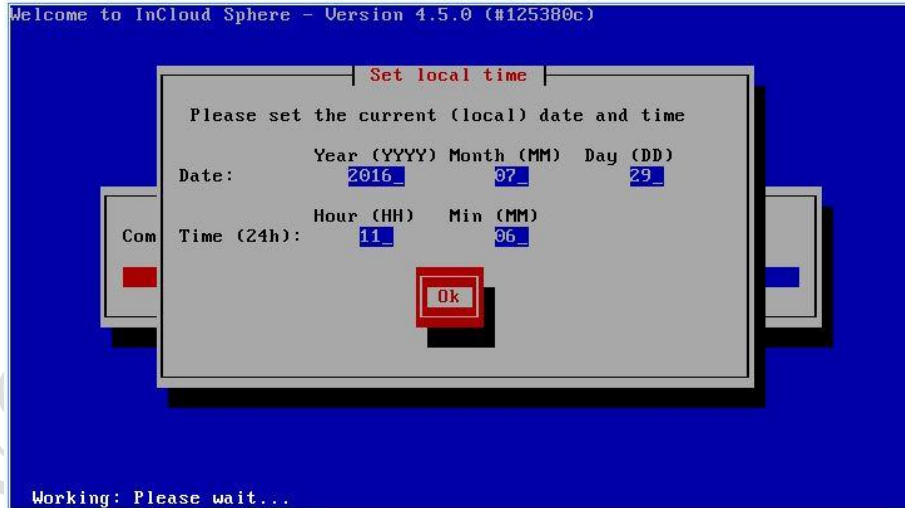 Welcome to InCloud Sphere - Version 4.5.0 (#125380c)
Set local time
Please set the current (local) date and time
Year (YYYY) Month (MM) Day (DD)
Date: 2016_ 07_ 29_
Hour (HH) Min (MM)
Com
Time (24h): 11_ 06_
Ok
Working: Please wait...